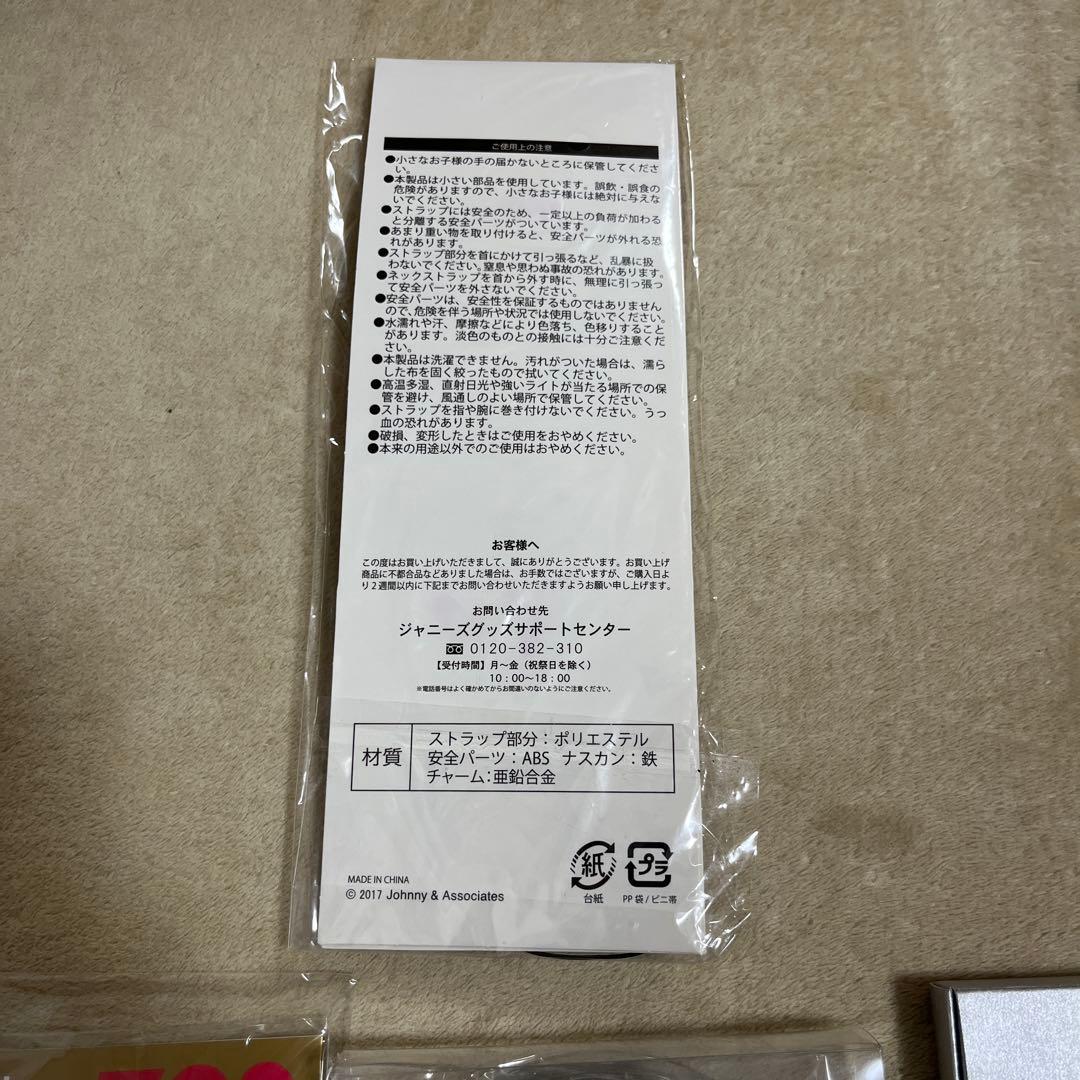 ご使用上の注意
●小さなお子様の手の届かないところに保管してくださ
い。
●本製品は小さい部品を使用しています。誤飲・誤食の
危険がありますので、小さなお子様には絶対に与えな
いでください。
●ストラップには安全のため、一定以上の負荷が加わる
と分離する安全パーツがついています。
●あまり重い物を取り付けると、安全パーツが外れる恐
れがあります。
●ストラップ部分を首にかけて引っ張るなど、乱暴に扱
わないでください。窒息や思わぬ事故の恐れがあります。
●ネックストラップを首から外す時に、無理に引っ張っ
て安全パーツを外さないでください。
●安全パーツは、安全性を保証するものではありません
ので、危険を伴う場所や状況では使用しないでください。
●水濡れや汗、摩擦などにより色落ち、色移りすること
があります。淡色のものとの接触には十分ご注意くだ
さい。
●本製品は洗濯できません。汚れがついた場合は、濡ら
した布を固く絞ったもので拭いてください。
●高温多湿、直射日光や強いライトが当たる場所での保
管を避け、風通しのよい場所で保管してください。
●ストラップを指や腕に巻き付けないでください。うっ
血の恐れがあります。
●破損、変形したときはご使用をおやめください。
●本来の用途以外でのご使用はおやめください。
お客様へ
この度はお買い上げいただきまして、誠にありがとうございます。お買い上げ
商品に不都合品などありました場合は、お手数ではございますが、ご購入日よ
り2週間以内に下記までお問い合わせいただきますようお願い申し上げます。
お問い合わせ先
ジャニーズグッズサポートセンター
0120-382-310
【受付時間】月〜金（祝祭日を除く）
10：00〜18：00
※電話番号はよく確かめてからお間違いのないようにご注意ください。
材質
ストラップ部分：ポリエステル
安全パーツ：ABS ナスカン：鉄
チャーム：亜鉛合金
紙
プラ
台紙
PP袋/ビニ帯
MADE IN CHINA
© 2017 Johnny & Associates